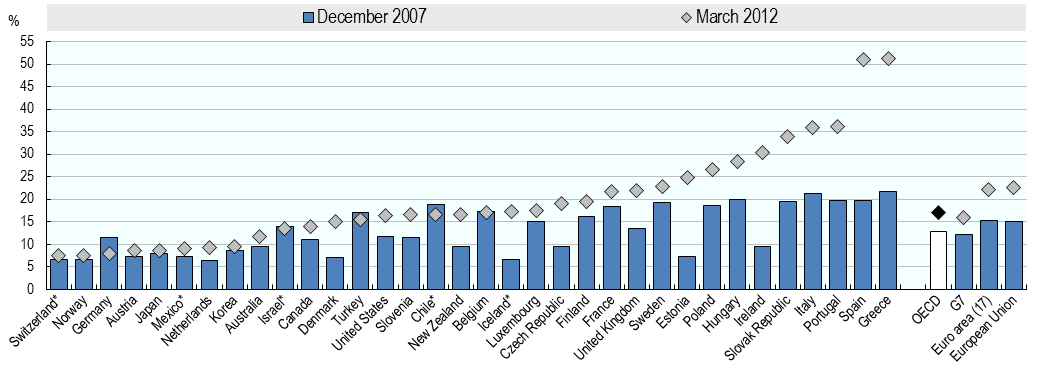 December 2007
March 2012
%
55
50
45
40
35
30
25
20
15
10
5
0
Switzerland*
Norway
Germany
Austria
Japan
Mexico*
Netherlands
Korea
Australia
Israel*
Canada
Denmark
Turkey
United States
Slovenia
Chile*
New Zealand
Belgium
Iceland*
Luxembourg
Czech Republic
Finland
France
United Kingdom
Sweden
Estonia
Poland
Hungary
Ireland
Slovak Republic
Italy
Portugal
Spain
Greece
OECD
G7
Euro area (17)
European Union